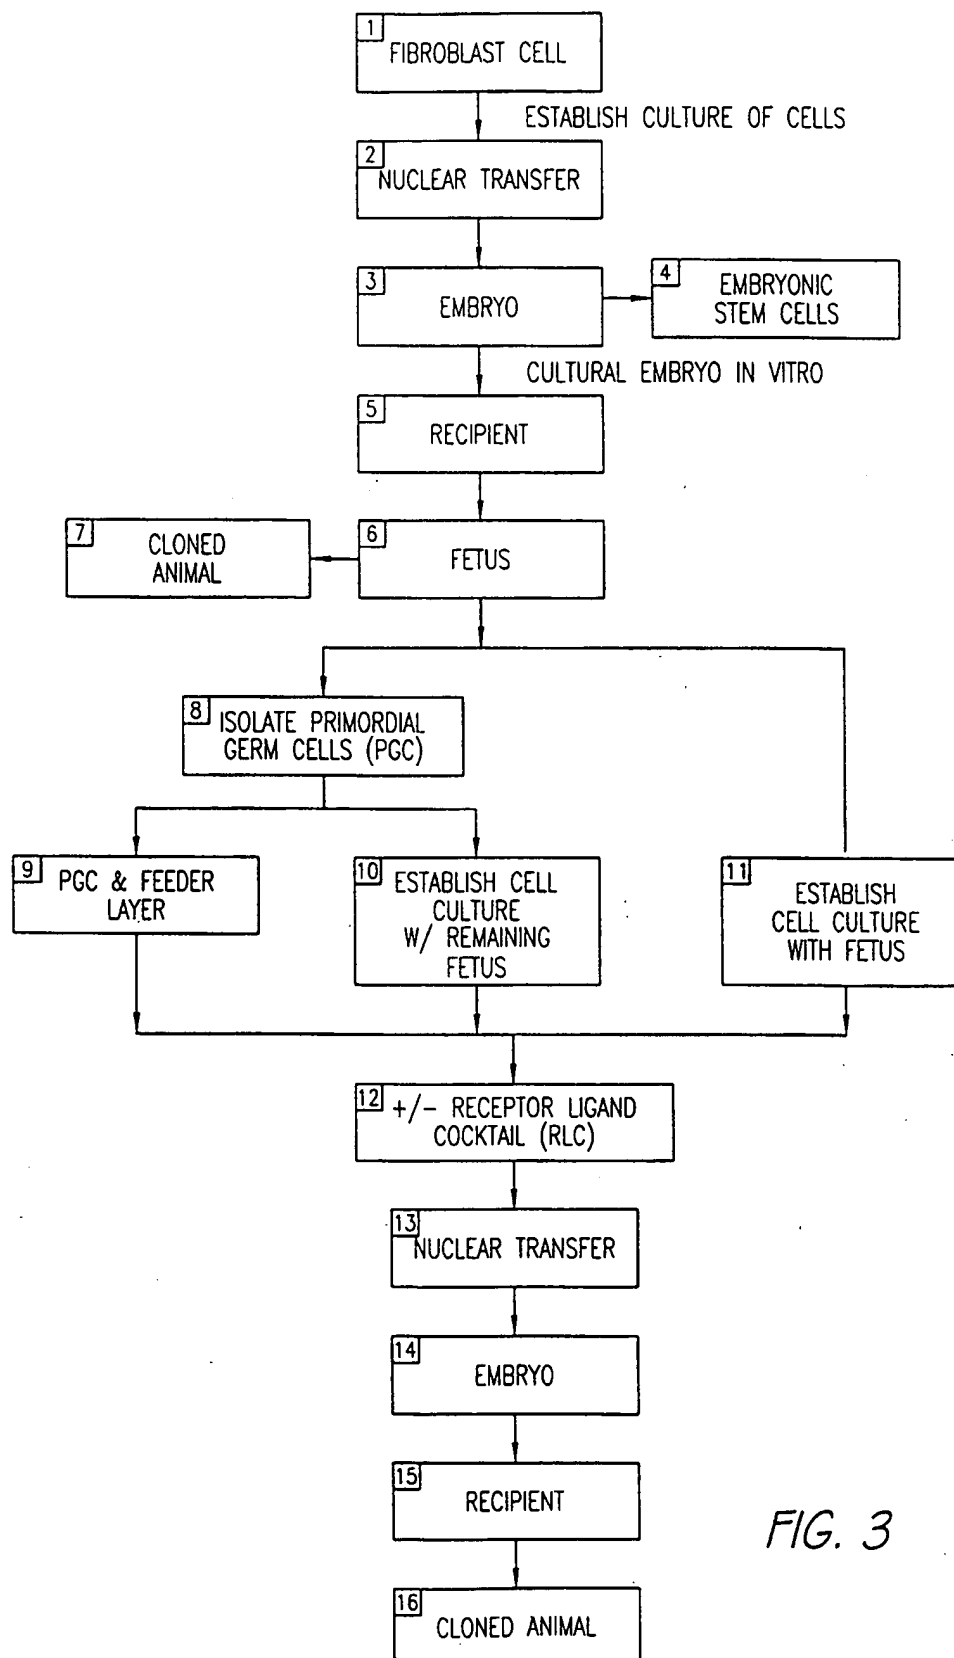 1
FIBROBLAST CELL
ESTABLISH CULTURE OF CELLS
2
NUCLEAR TRANSFER
3
EMBRYO
4
EMBRYONIC
STEM CELLS
CULTURAL EMBRYO IN VITRO
5
RECIPIENT
6
FETUS
7
CLONED
ANIMAL
8
ISOLATE PRIMORDIAL
GERM CELLS (PGC)
9
PGC & FEEDER
LAYER
10
ESTABLISH CELL
CULTURE
W/ REMAINING
FETUS
11
ESTABLISH
CELL CULTURE
WITH FETUS
12
+/- RECEPTOR LIGAND
COCKTAIL (RLC)
13
NUCLEAR TRANSFER
14
EMBRYO
15
RECIPIENT
16
CLONED ANIMAL
FIG. 3